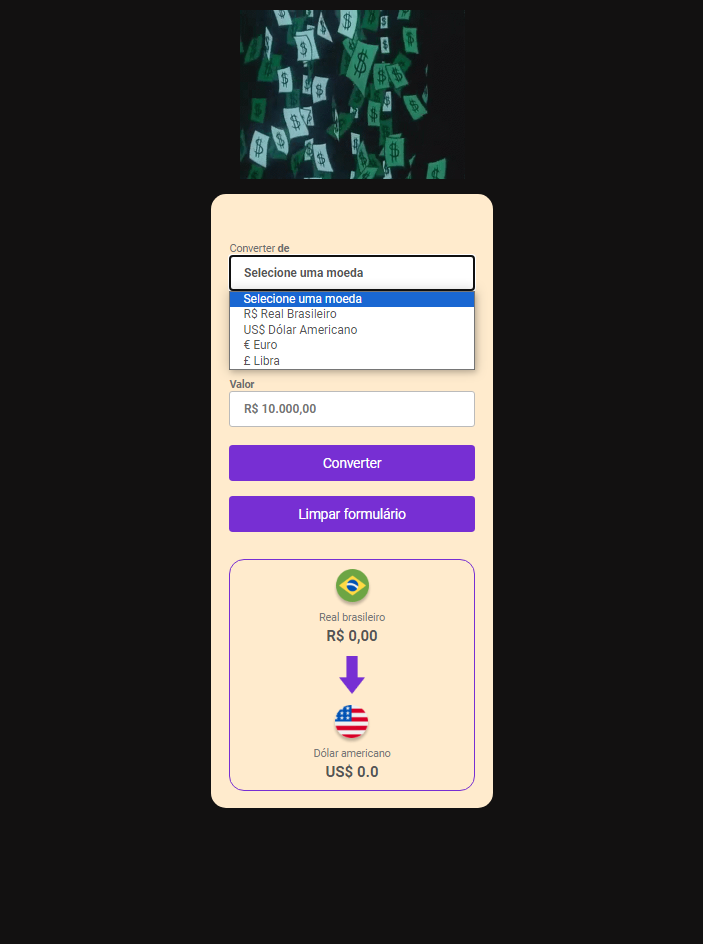 Converter de
Selecione uma moeda
Selecione uma moeda
R$ Real Brasileiro
US$ Dólar Americano
€ Euro
£ Libra
Valor
R$ 10.000,00
Converter
Limpar formulário
Real brasileiro
R$ 0,00
Dólar americano
US$ 0.0